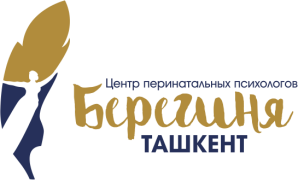 Центр перинатальных психологов
Берегиня
ТАШКЕНТ